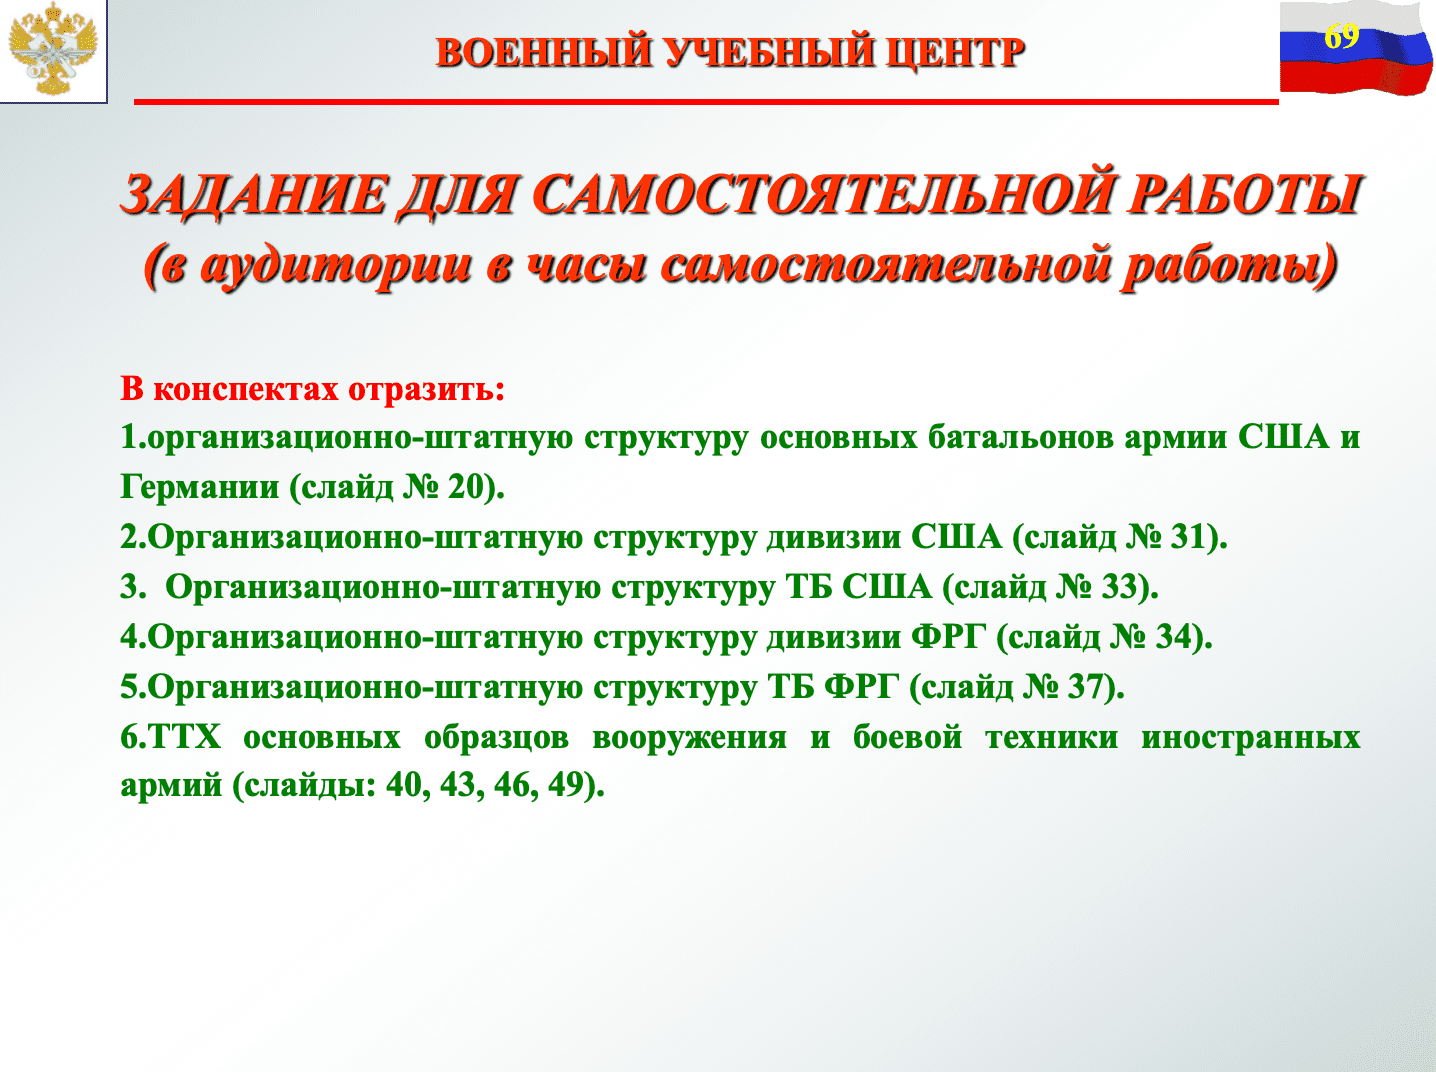 ВОЕННЫЙ УЧЕБНЫЙ ЦЕНТР
69
ЗАДАНИЕ ДЛЯ САМОСТОЯТЕЛЬНОЙ РАБОТЫ
(в аудитории в часы самостоятельной работы)
В конспектах отразить:
1.организационно-штатную структуру основных батальонов армии США и
Германии (слайд № 20).
2.Организационно-штатную структуру дивизии США (слайд № 31).
3.  Организационно-штатную структуру ТБ США (слайд № 33).
4.Организационно-штатную структуру дивизии ФРГ (слайд № 34).
5.Организационно-штатную структуру ТБ ФРГ (слайд № 37).
6.ТТХ основных образцов вооружения и боевой техники иностранных
армий (слайды: 40, 43, 46, 49).